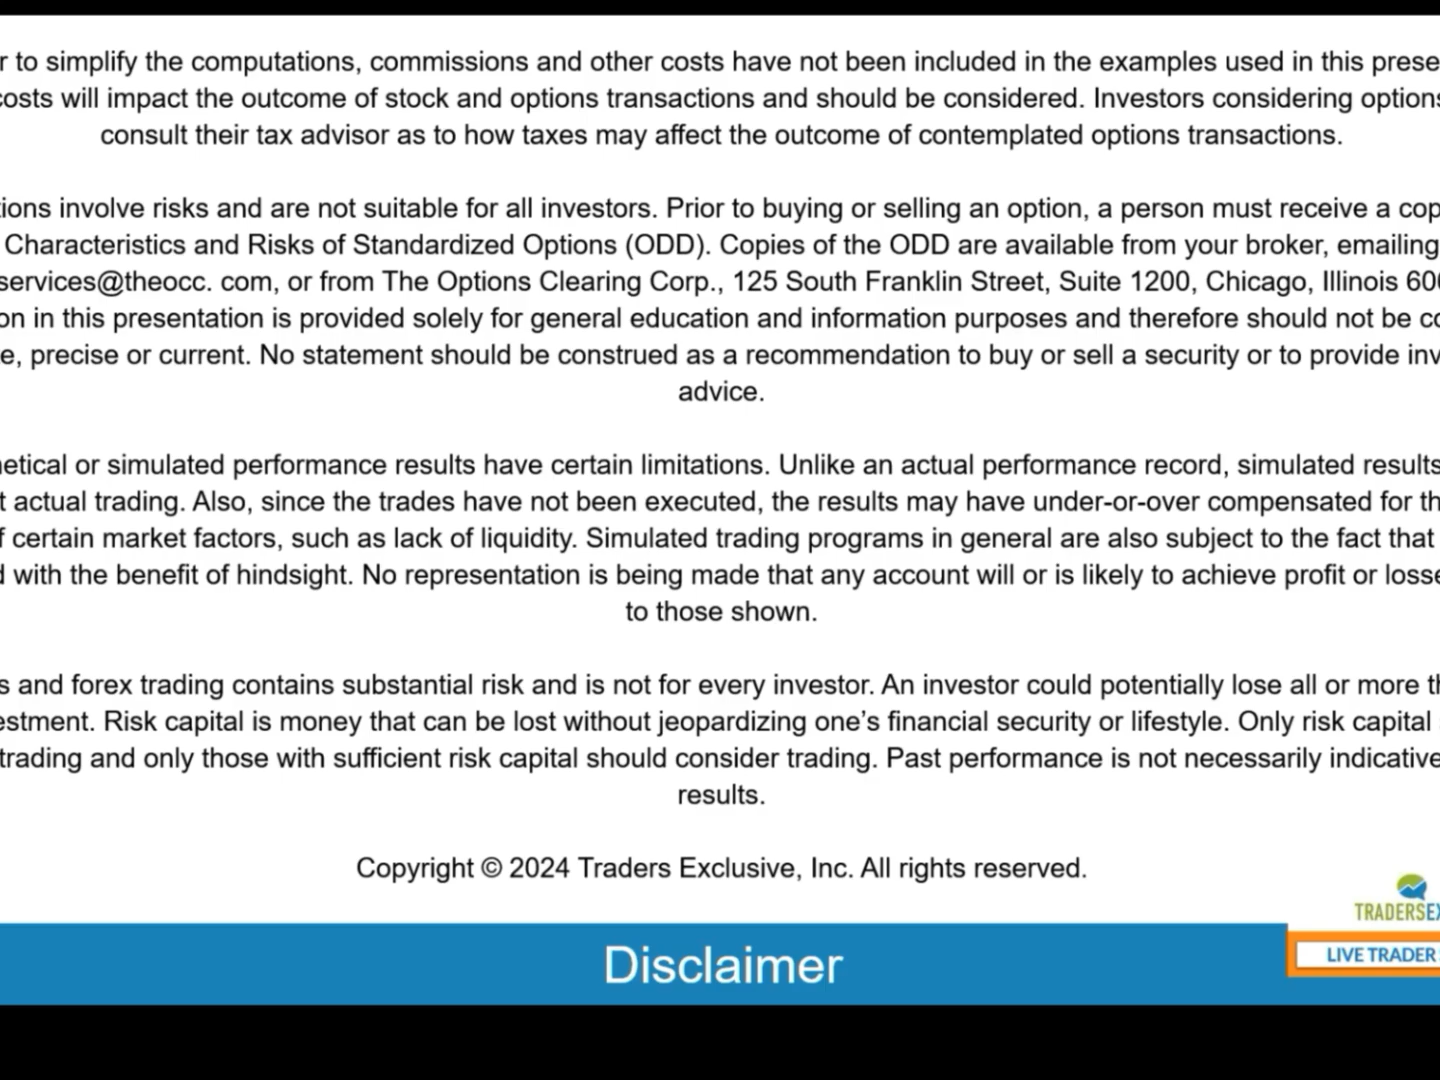 r to simplify the computations, commissions and other costs have not been included in the examples used in this prese
costs will impact the outcome of stock and options transactions and should be considered. Investors considering options
consult their tax advisor as to how taxes may affect the outcome of contemplated options transactions.
tions involve risks and are not suitable for all investors. Prior to buying or selling an option, a person must receive a cop
Characteristics and Risks of Standardized Options (ODD). Copies of the ODD are available from your broker, emailing
services@theocc. com, or from The Options Clearing Corp., 125 South Franklin Street, Suite 1200, Chicago, Illinois 60
on in this presentation is provided solely for general education and information purposes and therefore should not be co
e, precise or current. No statement should be construed as a recommendation to buy or sell a security or to provide inv
advice.
etical or simulated performance results have certain limitations. Unlike an actual performance record, simulated results
t actual trading. Also, since the trades have not been executed, the results may have under-or-over compensated for th
f certain market factors, such as lack of liquidity. Simulated trading programs in general are also subject to the fact that
d with the benefit of hindsight. No representation is being made that any account will or is likely to achieve profit or losse
to those shown.
s and forex trading contains substantial risk and is not for every investor. An investor could potentially lose all or more th
estment. Risk capital is money that can be lost without jeopardizing one’s financial security or lifestyle. Only risk capital
trading and only those with sufficient risk capital should consider trading. Past performance is not necessarily indicative
results.
Copyright © 2024 Traders Exclusive, Inc. All rights reserved.
TRADERSEX
Disclaimer
LIVE TRADER